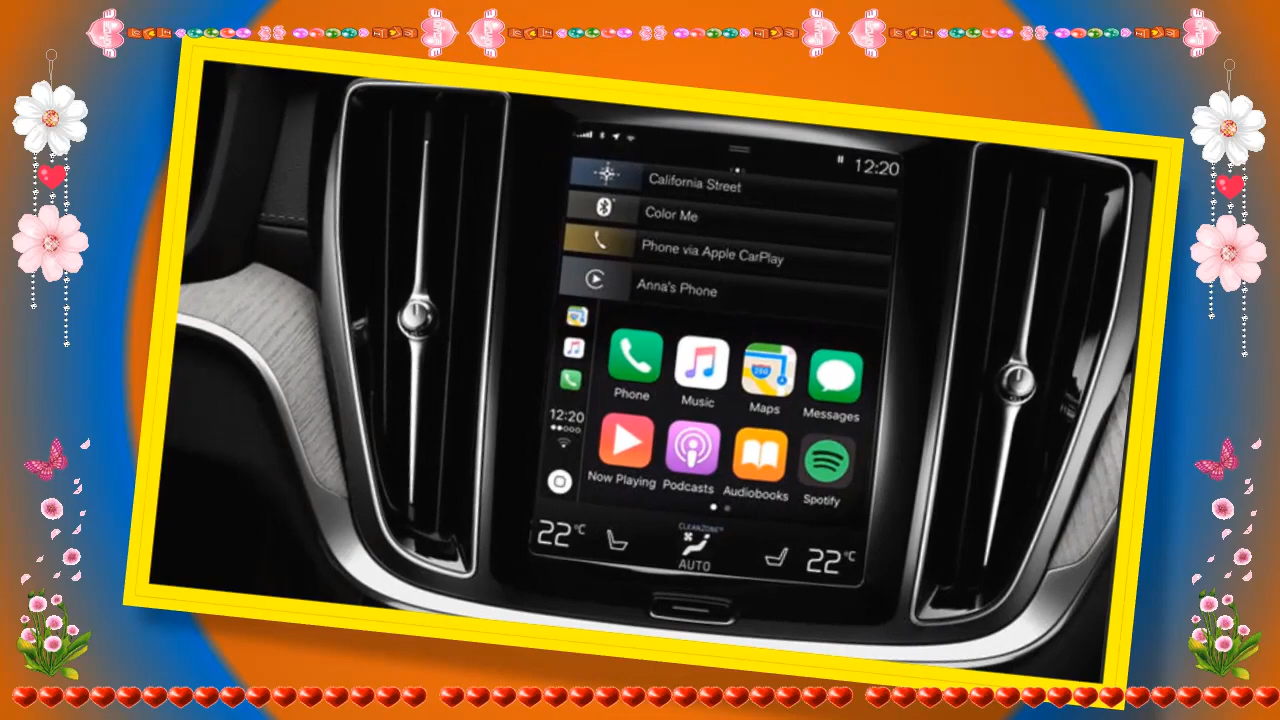 12:20
California Street
Color Me
Phone via Apple CarPlay
Anna's Phone
Phone Music Maps Messages
12:20
Now Playing Podcasts Audiobooks Spotify
CLEANZONE
22°C AUTO 22°C